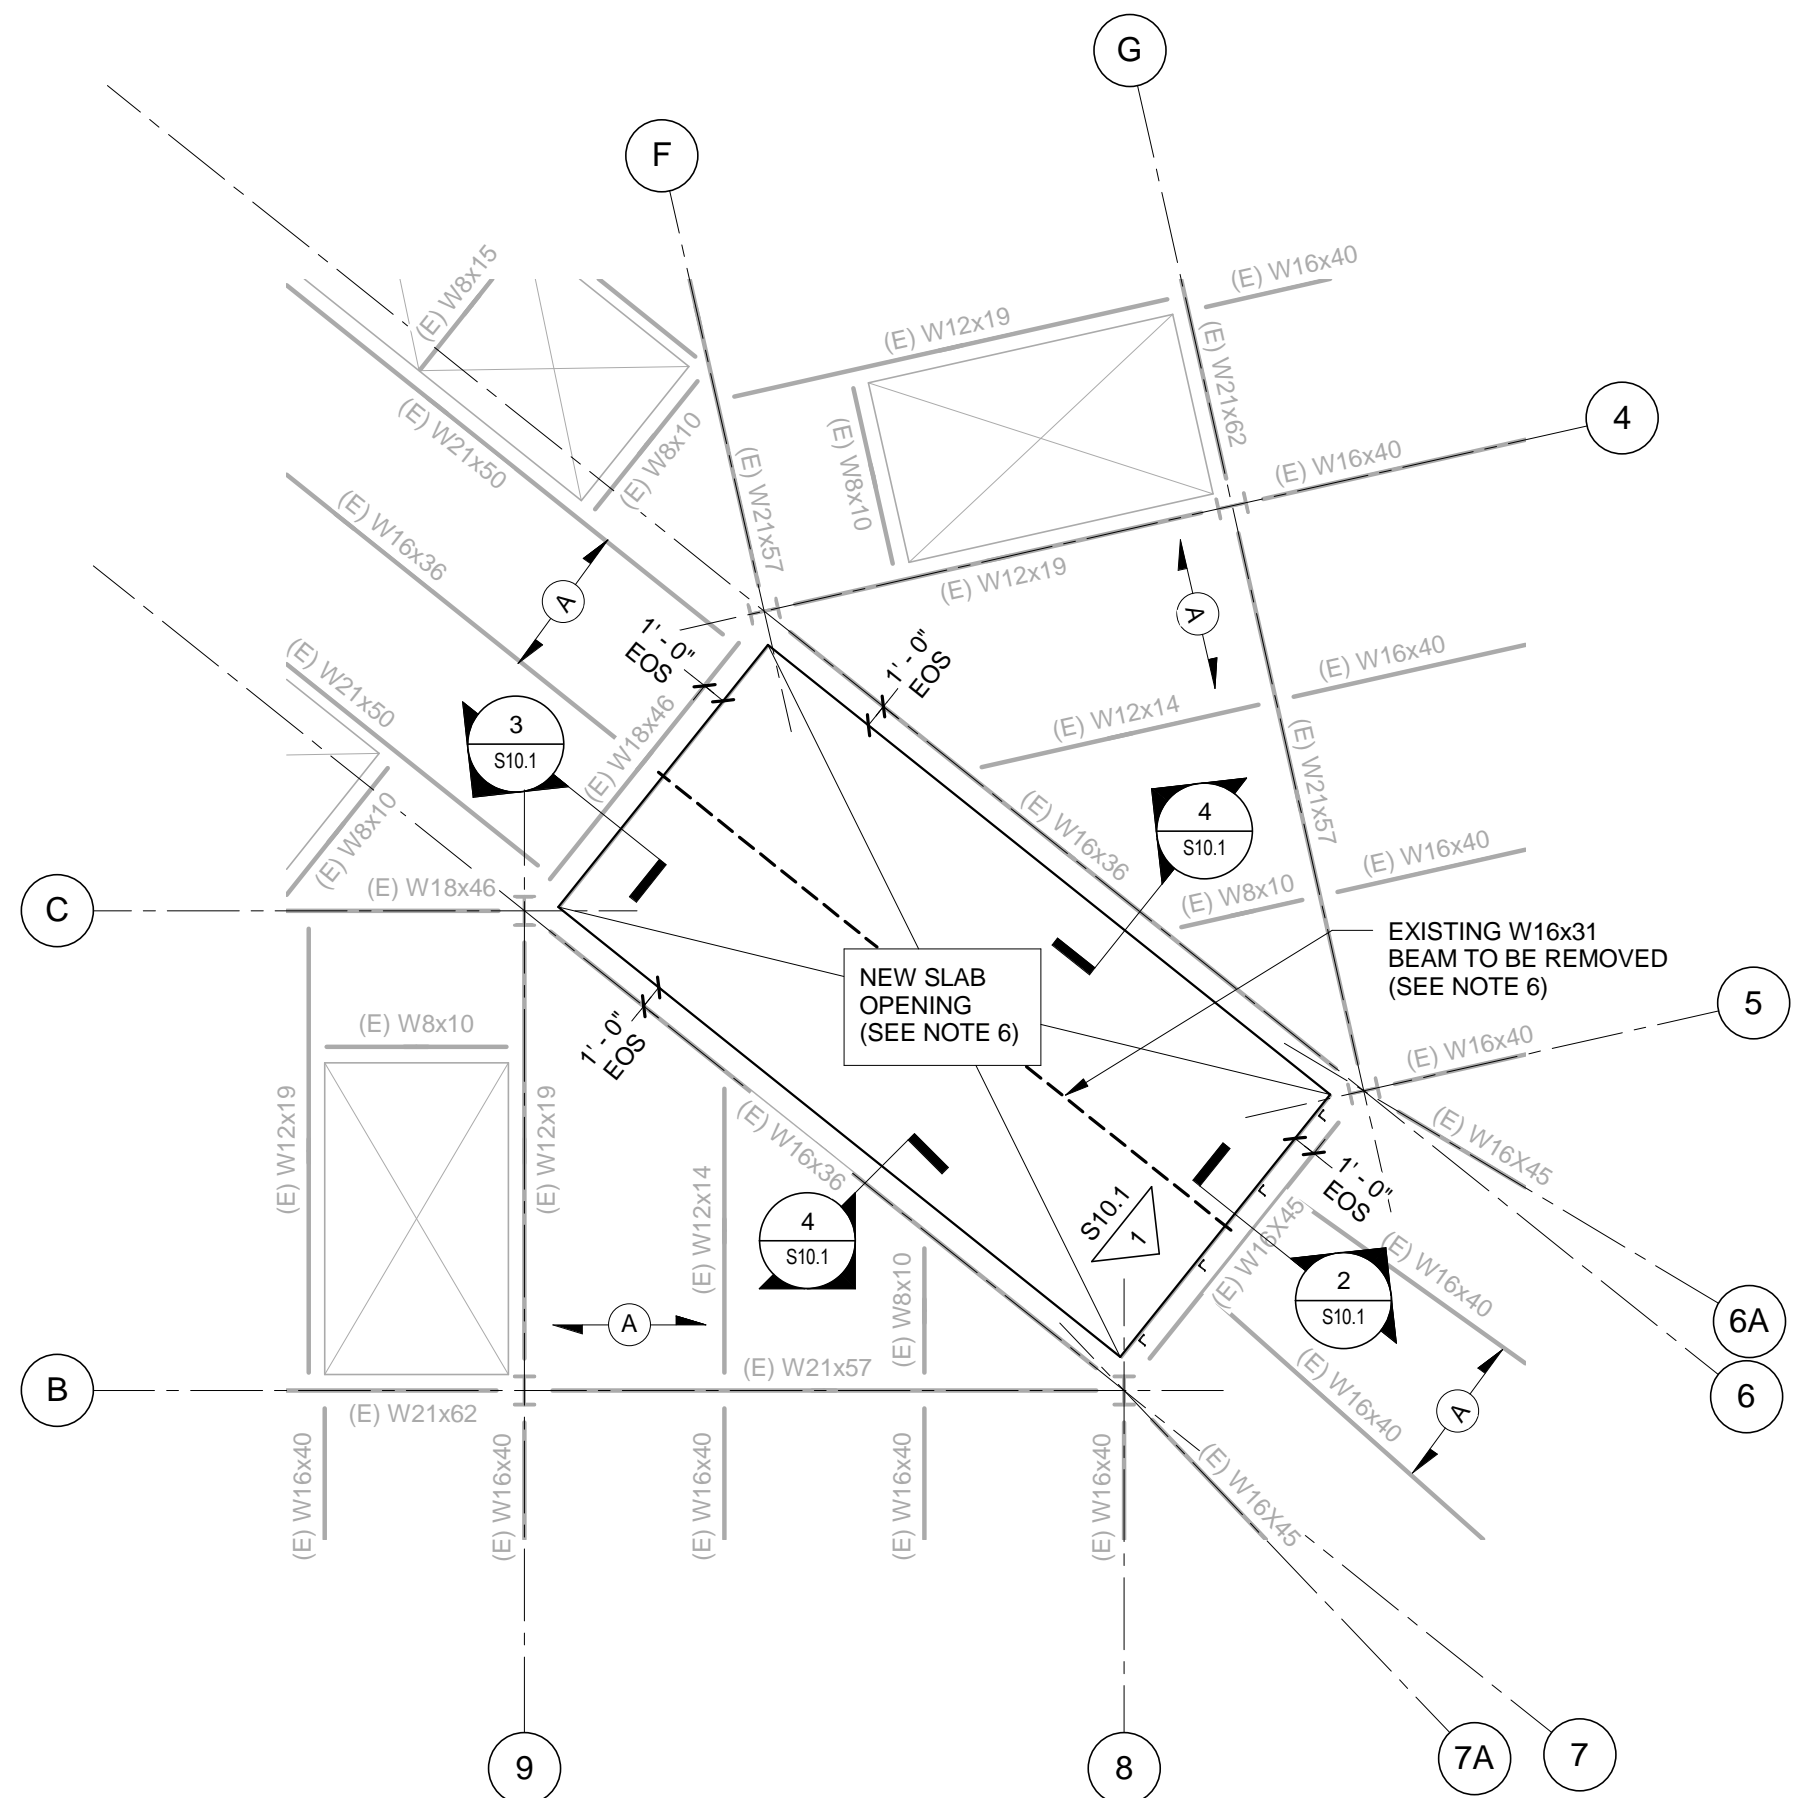 G
F
(E) W8x15
(E) W16x40
(E) W12x19
(E) W21x62
4
(E) W21x50
(E) W8x10
(E) W8x10
(E) W21x57
(E) W16x40
(E) W16x36
(E) W12x19
A
A
1' - 0"
EOS
1' - 0"
EOS
(E) W21x50
(E) W16x40
(E) W12x14
3
S10.1
(E) W18x46
(E) W21x57
4
S10.1
(E) W16x36
(E) W8x10
(E) W16x40
(E) W18x46
(E) W8x10
C
EXISTING W16x31
BEAM TO BE REMOVED
(SEE NOTE 6)
NEW SLAB
OPENING
(SEE NOTE 6)
5
(E) W8x10
1' - 0"
EOS
(E) W16x40
(E) W12x19
(E) W12x19
(E) W16x36
(E) W16X45
1' - 0"
EOS
(E) W12x14
S10.1
1
4
S10.1
(E) W16X45
(E) W16x40
(E) W8x10
2
S10.1
A
6A
B
(E) W21x57
(E) W16x40
6
(E) W21x62
A
(E) W16x40
(E) W16x40
(E) W16x40
(E) W16x40
(E) W16x40
(E) W16X45
9
8
7A
7